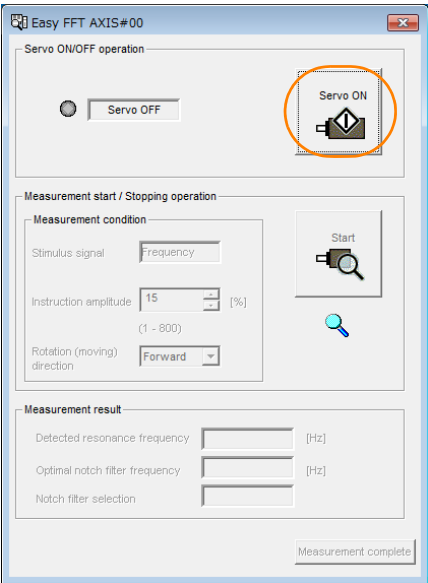 Easy FFT AXIS#00
Servo ON/OFF operation
Servo OFF
Servo ON
Measurement start / Stopping operation
Measurement condition
Stimulus signal
Frequency
Start
Instruction amplitude
15
[%]
(1 - 800)
Rotation (moving)
direction
Forward
Measurement result
Detected resonance frequency
[Hz]
Optimal notch filter frequency
[Hz]
Notch filter selection
Measurement complete